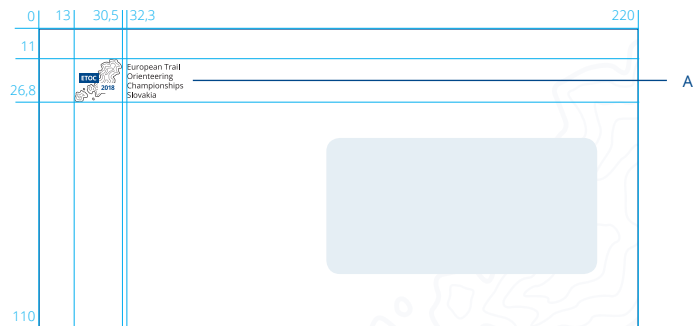 0 13 30,5 32,3 220
11
European Trail
Orienteering
Championships
Slovakia
ETOC
2018
A
26,8
110